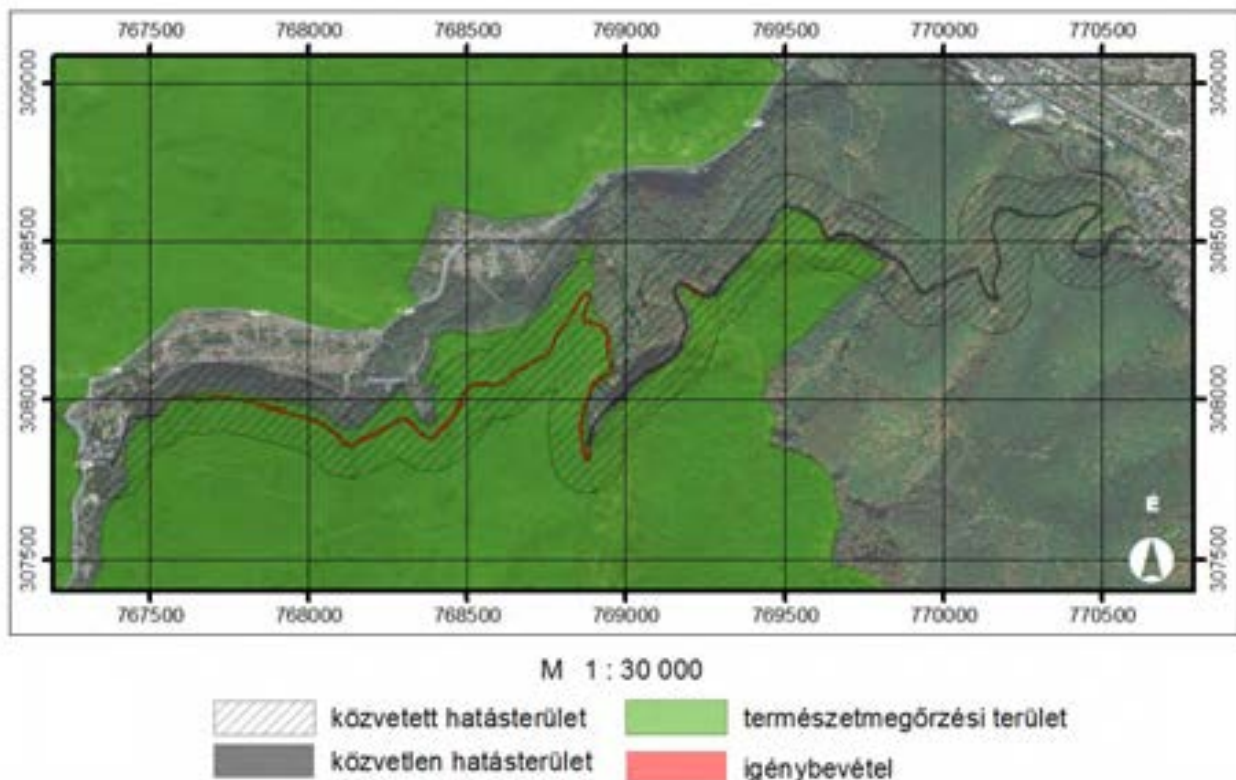 767500 768000 768500 769000 769500 770000 770500
309000 309000
308500 308500
308000 308000
307500 307500
É
767500 768000 768500 769000 769500 770000 770500
M 1 : 30 000
közvetett hatásterület
természetmegőrzési terület
közvetlen hatásterület
igénybevétel